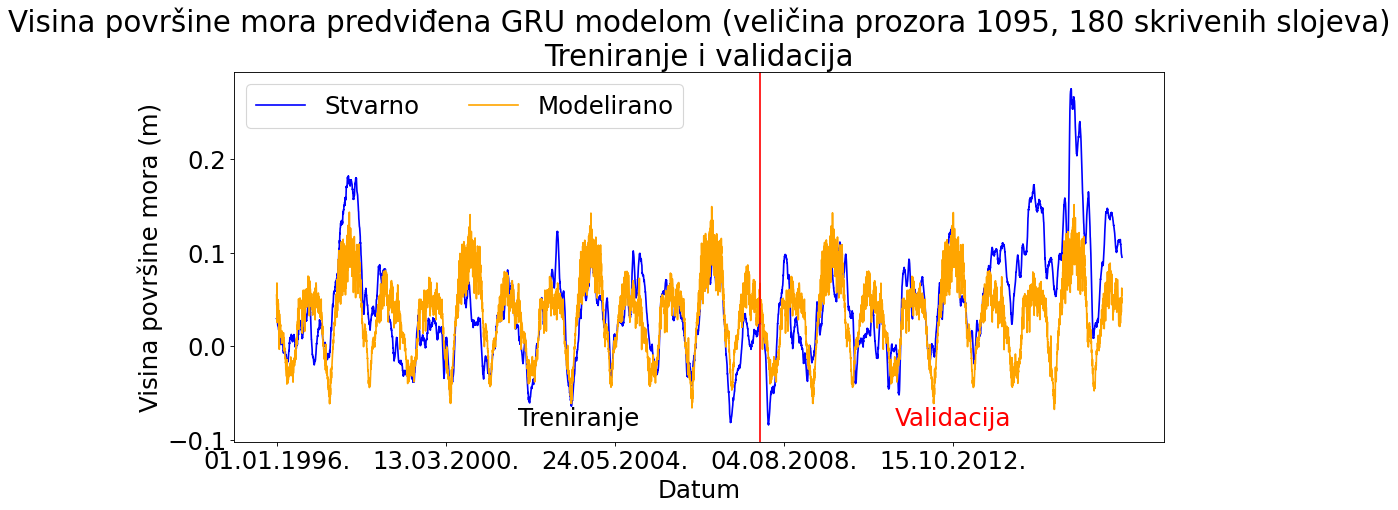 Visina površine mora predviđena GRU modelom (veličina prozora 1095, 180 skrivenih slojeva)
Treniranje i validacija
Stvarno
Modelirano
Visina površine mora (m)
0.2
0.1
0.0
−0.1
Treniranje
Validacija
01.01.1996.
13.03.2000.
24.05.2004.
04.08.2008.
15.10.2012.
Datum